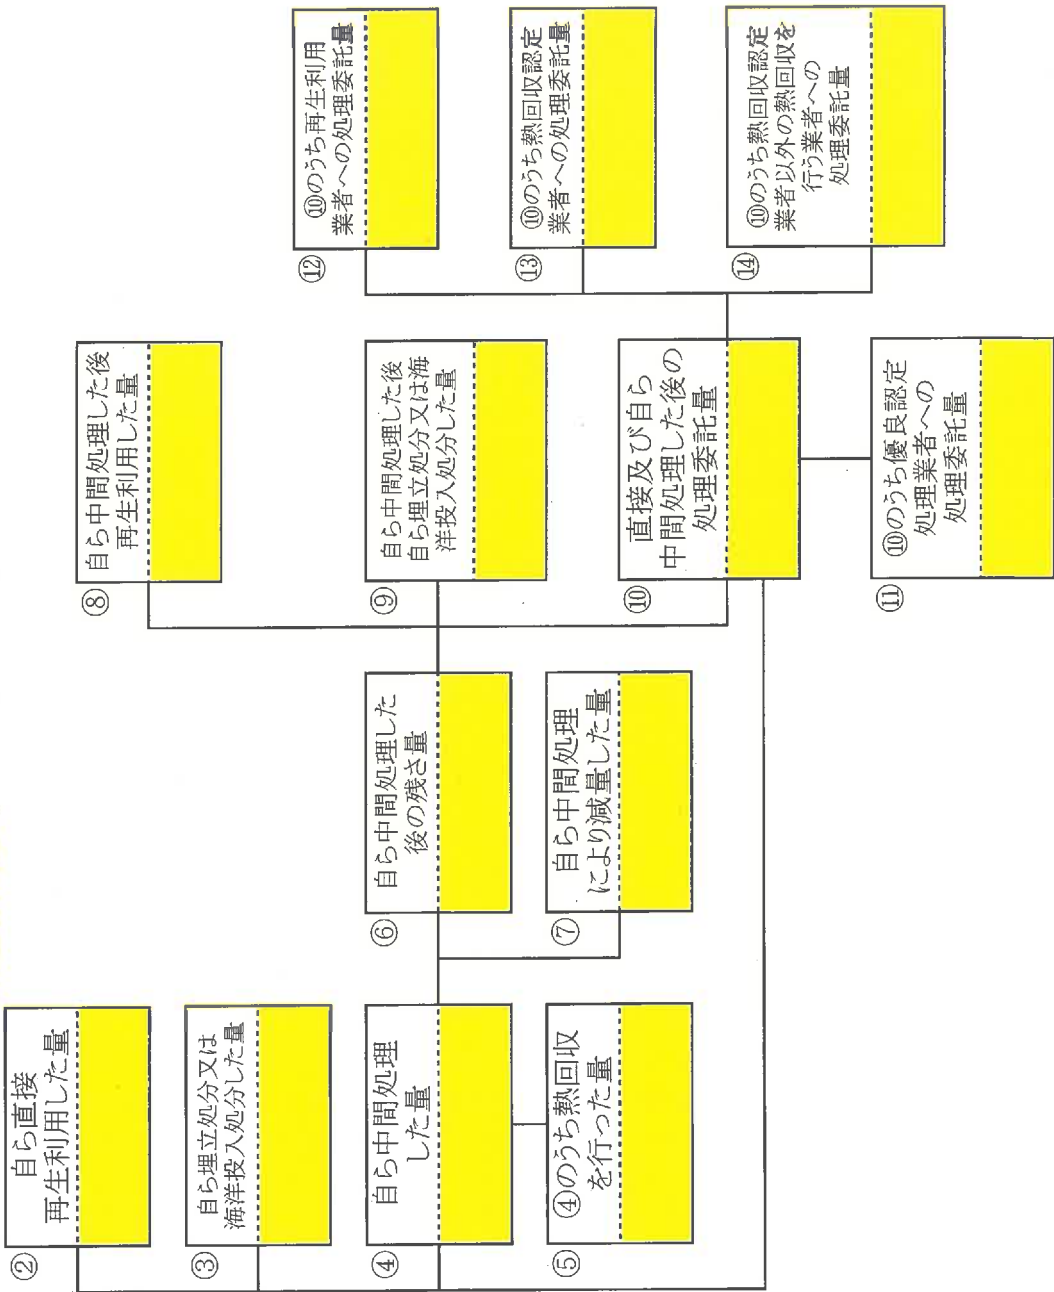 ②
自ら直接
再生利用した量
③
自ら埋立処分又は
海洋投入処分した量
④
自ら中間処理
した量
⑤
④のうち熱回収
を行った量
⑥
自ら中間処理した
後の残さ量
⑦
自ら中間処理
により減量した量
⑧
自ら中間処理した後
再生利用した量
⑨
自ら中間処理した後
自ら埋立処分又は海
洋投入処分した量
⑩
直接及び自ら
中間処理した後の
処理委託量
⑪
⑩のうち優良認定
処理業者への
処理委託量
⑫
⑩のうち再生利用
業者への処理委託量
⑬
⑩のうち熱回収認定
業者への処理委託量
⑭
⑩のうち熱回収認定
業者以外の熱回収を
行う業者への
処理委託量